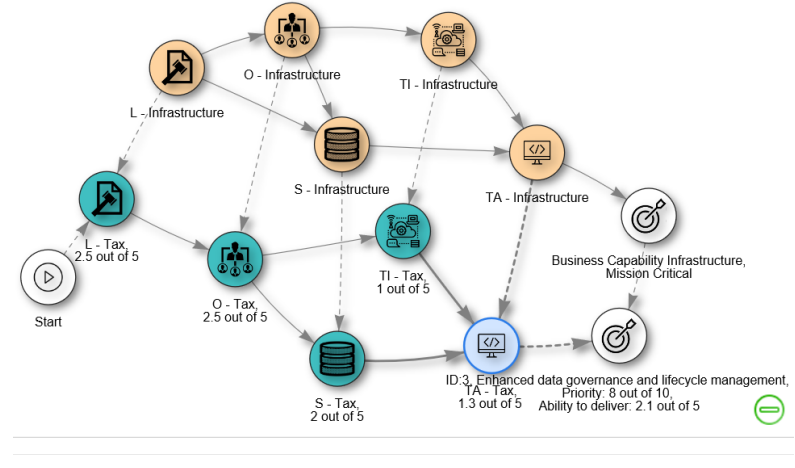 O - Infrastructure
TI - Infrastructure
L - Infrastructure
S - Infrastructure
TA - Infrastructure
L - Tax,
2.5 out of 5
Business Capability Infrastructure,
Mission Critical
TI - Tax,
1 out of 5
O - Tax,
2.5 out of 5
Start
ID:3, Enhanced data governance and lifecycle management,
Priority: 8 out of 10,
Ability to deliver: 2.1 out of 5
TA - Tax,
1.3 out of 5
S - Tax,
2 out of 5